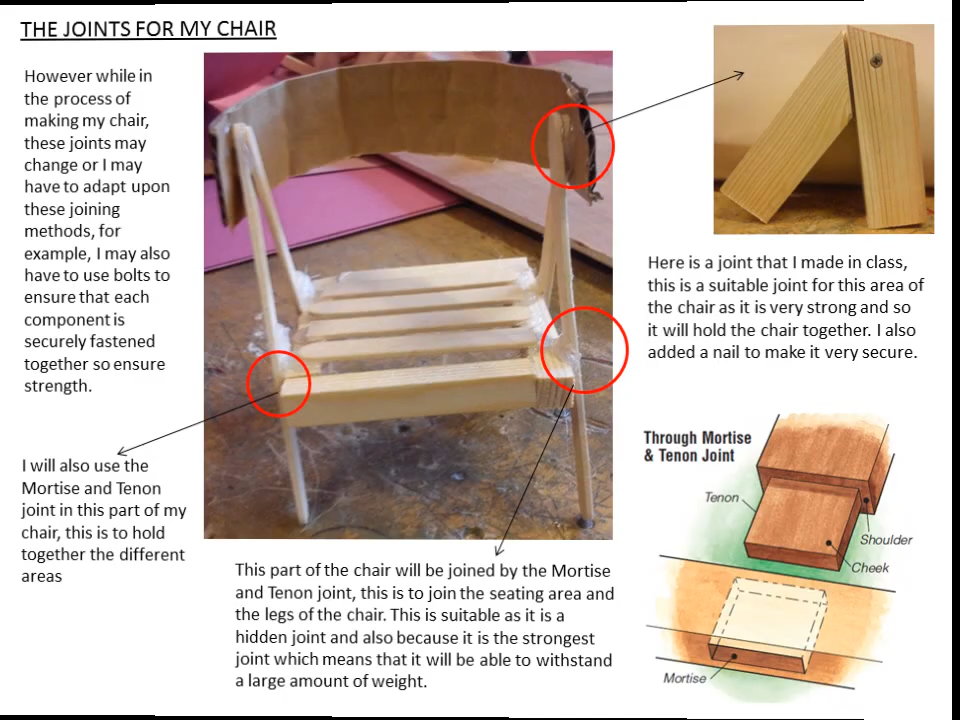 THE JOINTS FOR MY CHAIR
However while in
the process of
making my chair,
these joints may
change or I may
have to adapt upon
these joining
methods, for
example, I may also
have to use bolts to
ensure that each
component is
securely fastened
together so ensure
strength.
I will also use the
Mortise and Tenon
joint in this part of my
chair, this is to hold
together the different
areas
This part of the chair will be joined by the Mortise
and Tenon joint, this is to join the seating area and
the legs of the chair. This is suitable as it is a
hidden joint and also because it is the strongest
joint which means that it will be able to withstand
a large amount of weight.
Here is a joint that I made in class,
this is a suitable joint for this area of
the chair as it is very strong and so
it will hold the chair together. I also
added a nail to make it very secure.
Through Mortise
& Tenon Joint
Tenon
Shoulder
Cheek
Mortise